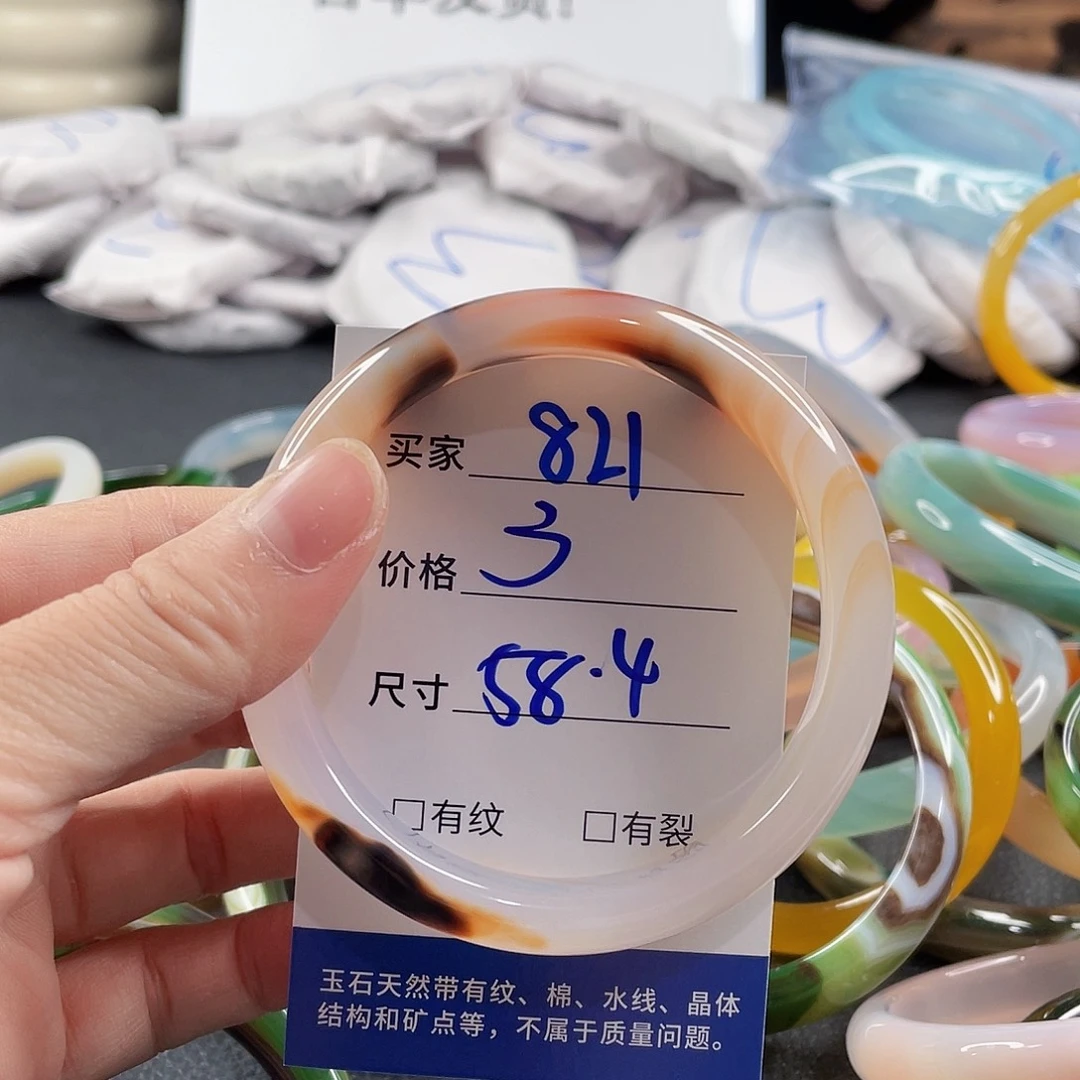 买家 821
价格 3
尺寸 58.4
□有纹 □有裂
玉石天然带有纹、棉、水线、晶体
结构和矿点等，不属于质量问题。